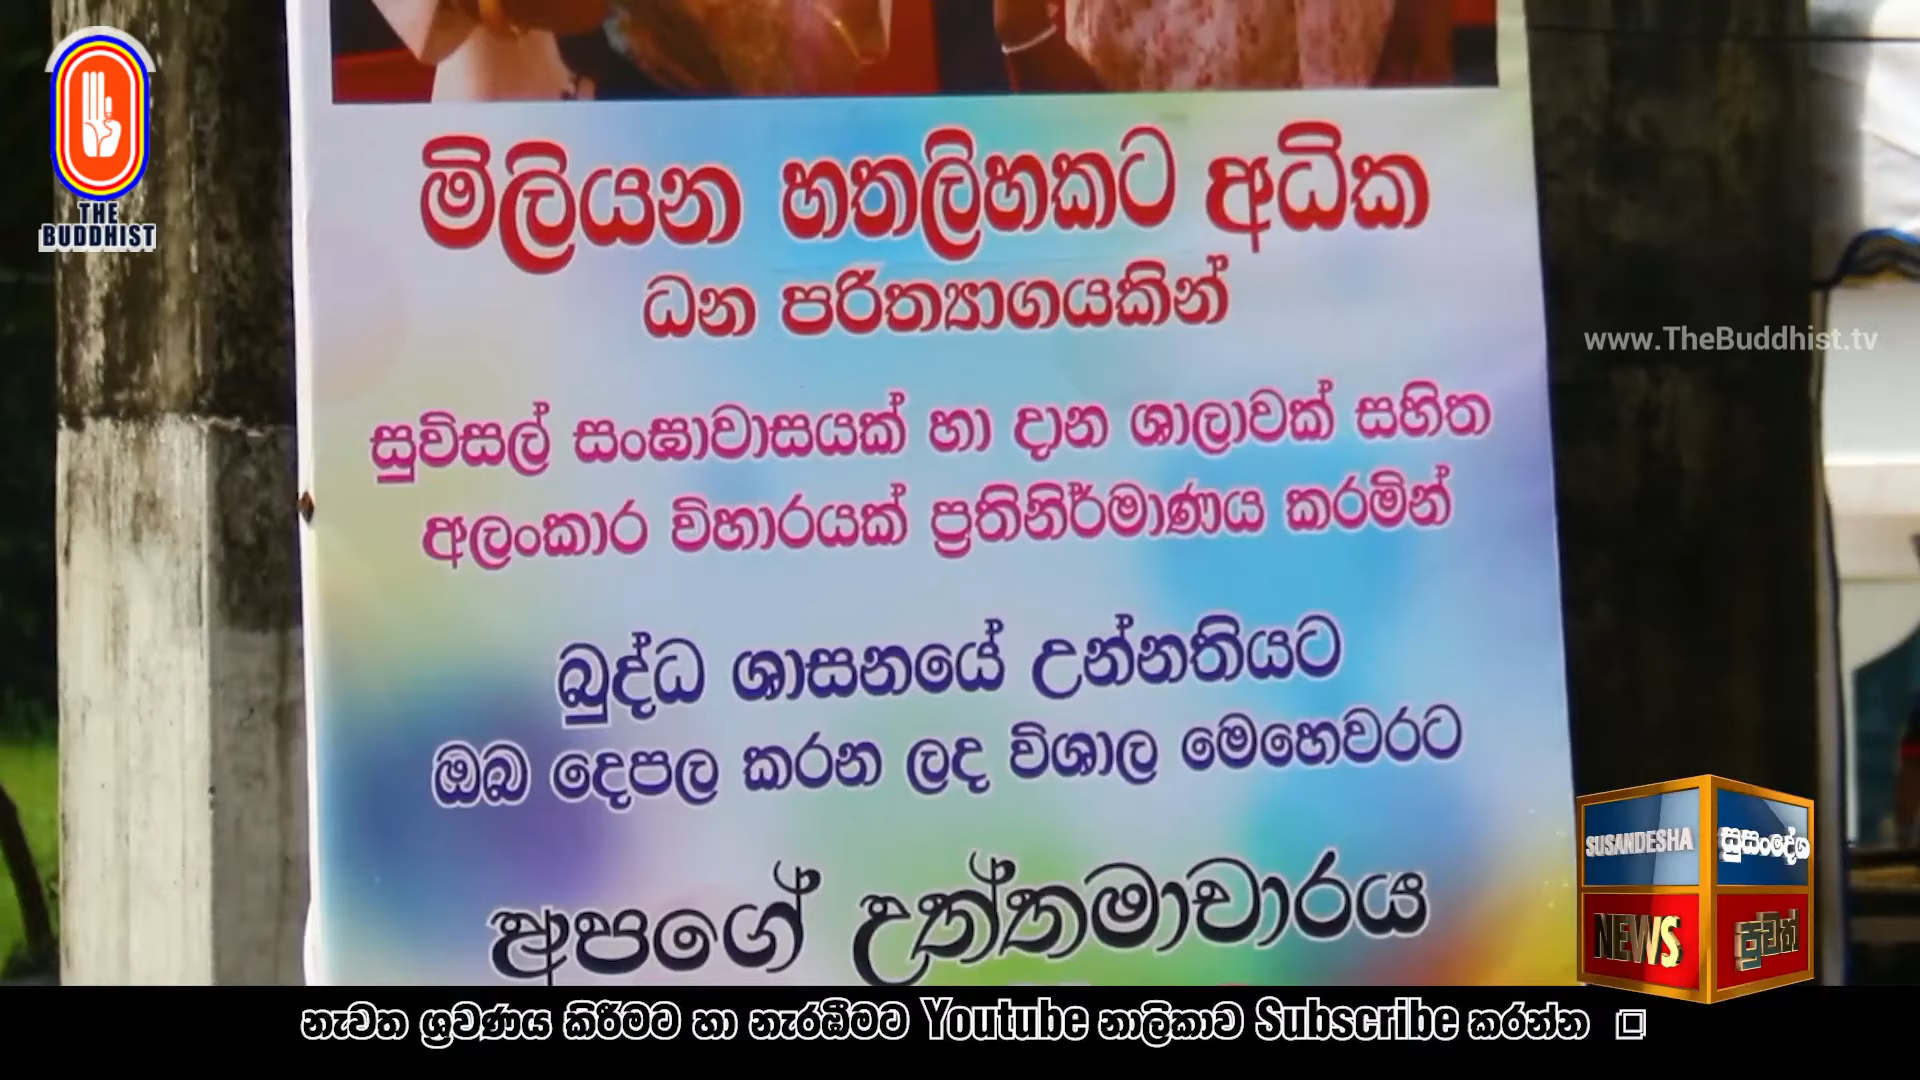 THE
BUDDHIST
මිලියන හතලිහකට අධික
ධන පරිත්‍යාගයකින්
සුවිසල් සංඝාවාසයක් හා දාන ශාලාවක් සහිත
අලංකාර විහාරයක් ප්‍රතිනිර්මාණය කරමින්
බුද්ධ ශාසනයේ උන්නතියට
ඔබ දෙපල කරන ලද විශාල මෙහෙවරට
අපගේ උත්තමාචාරය
www.TheBuddhist.tv
SUSANDESHA
සුසංදේශ
NEWS
පුවත්
නැවත ශ්‍රවණය කිරීමට හා නැරඹීමට Youtube නාලිකාව Subscribe කරන්න